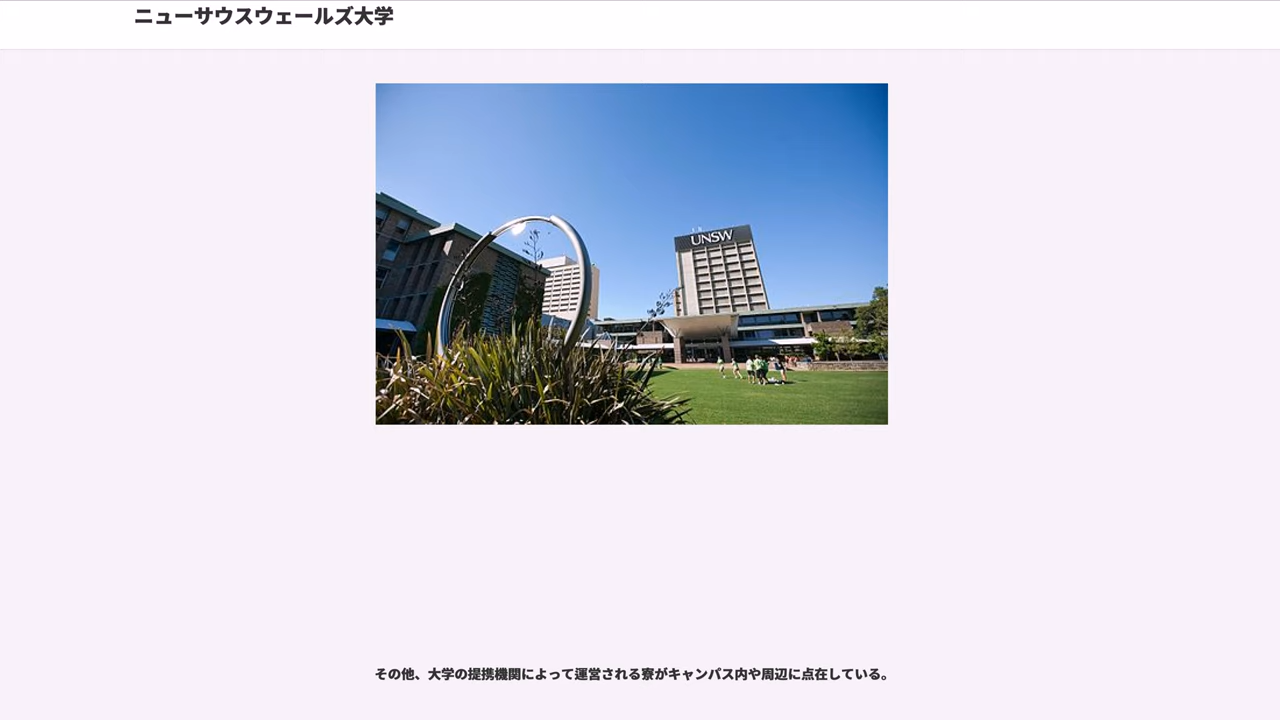 ニューサウスウェールズ大学
UNSW
その他、大学の提携機関によって運営される寮がキャンパス内や周辺に点在している。